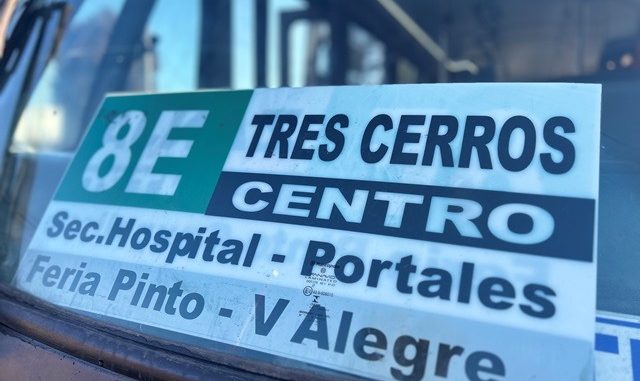 8E TRES CERROS
CENTRO
Sec.Hospital - Portales
Feria Pinto - V Alegre